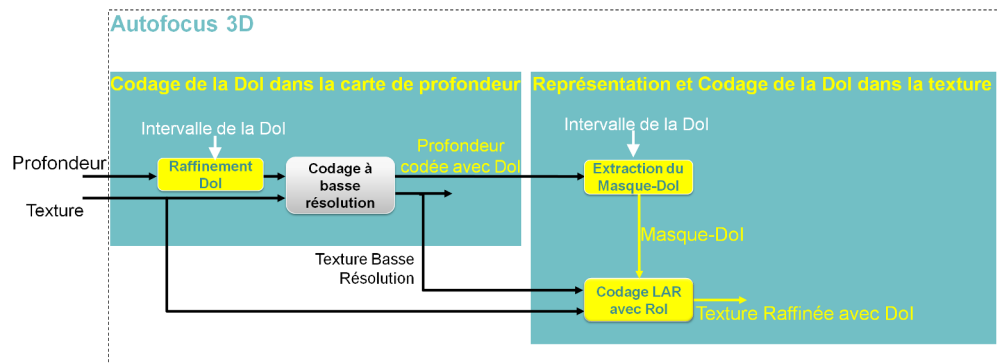 Autofocus 3D
Codage de la DoI dans la carte de profondeur
Représentation et Codage de la DoI dans la texture
Intervalle de la DoI
Profondeur
Raffinement
DoI
Codage à
basse
résolution
Profondeur
codée avec DoI
Texture
Texture Basse
Résolution
Intervalle de la DoI
Extraction du
Masque-DoI
Masque-DoI
Codage LAR
avec RoI
Texture Raffinée avec DoI